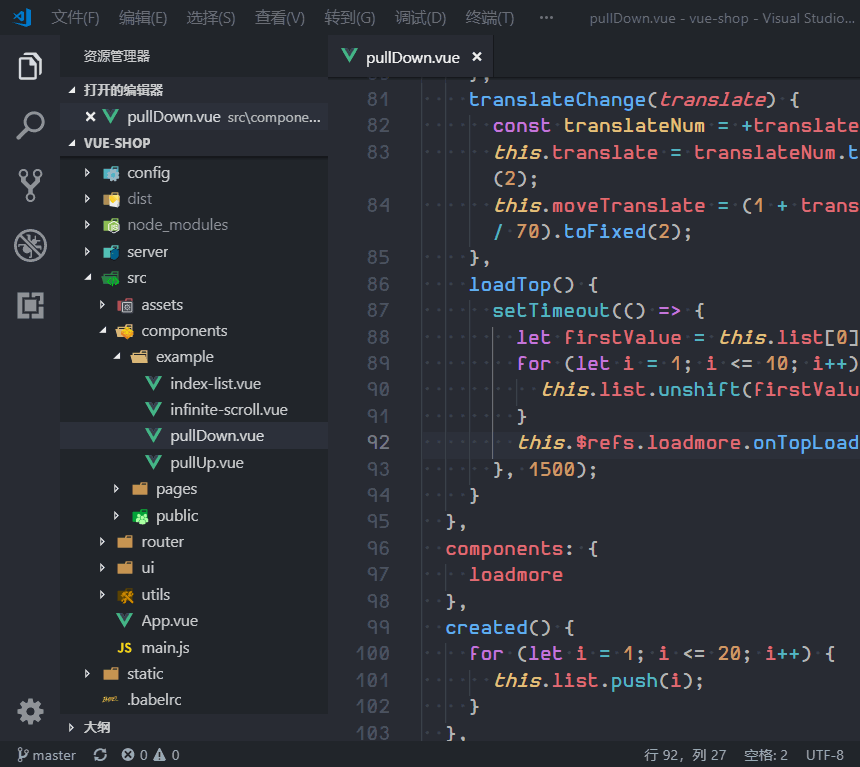 文件(F) 编辑(E) 选择(S) 查看(V) 转到(G) 调试(D) 终端(T) ··· pullDown.vue - vue-shop - Visual Studio...
资源管理器
打开的编辑器
pullDown.vue src\compone...
VUE-SHOP
config
dist
node_modules
server
src
assets
components
example
index-list.vue
infinite-scroll.vue
pullDown.vue
pullUp.vue
pages
public
router
ui
utils
App.vue
JS main.js
static
.babelrc
大纲
pullDown.vue ×
81 translateChange(translate) {
82 const translateNum = +translate
83 this.translate = translateNum.t
(2);
84 this.moveTranslate = (1 + trans
/ 70).toFixed(2);
85 },
86 loadTop() {
87 setTimeout(() => {
88 let firstValue = this.list[0]
89 for (let i = 1; i <= 10; i++)
90 this.list.unshift(firstValu
91 }
92 this.$refs.loadmore.onTopLoad
93 }, 1500);
94 }
95 },
96 components: {
97 loadmore
98 },
99 created() {
100 for (let i = 1; i <= 20; i++) {
101 this.list.push(i);
102 }
103 },
master 0 0 行 92，列 27 空格: 2 UTF-8